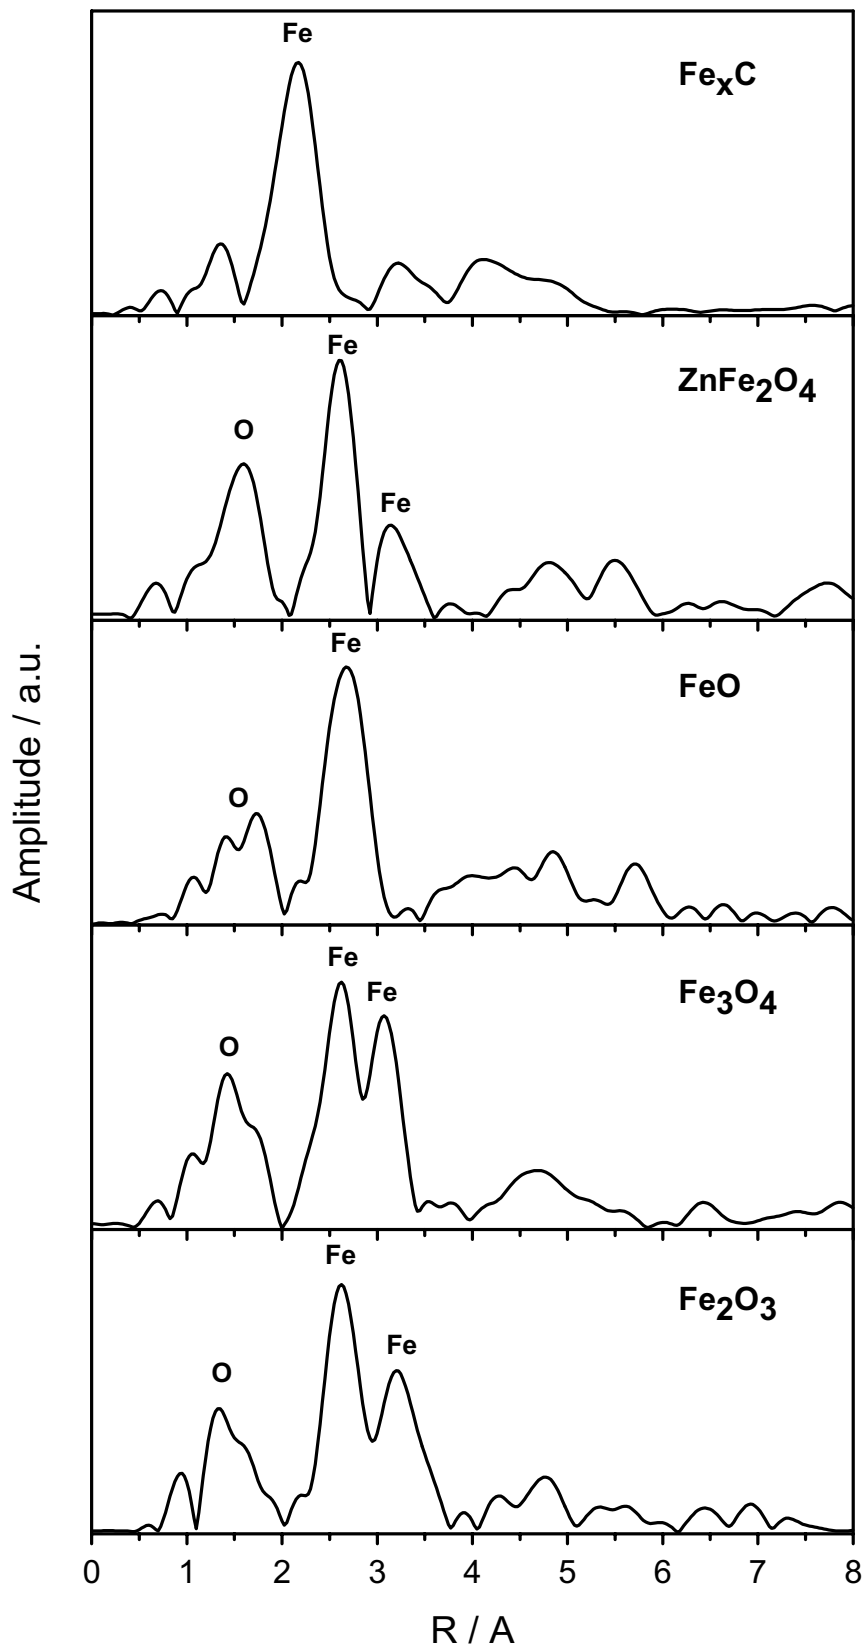 Fe
FeₓC
Fe
ZnFe₂O₄
O
Fe
Fe
FeO
O
Fe
Fe
Fe₃O₄
O
Fe
Fe₂O₃
Fe
O
Amplitude / a.u.
0 1 2 3 4 5 6 7 8
R / A